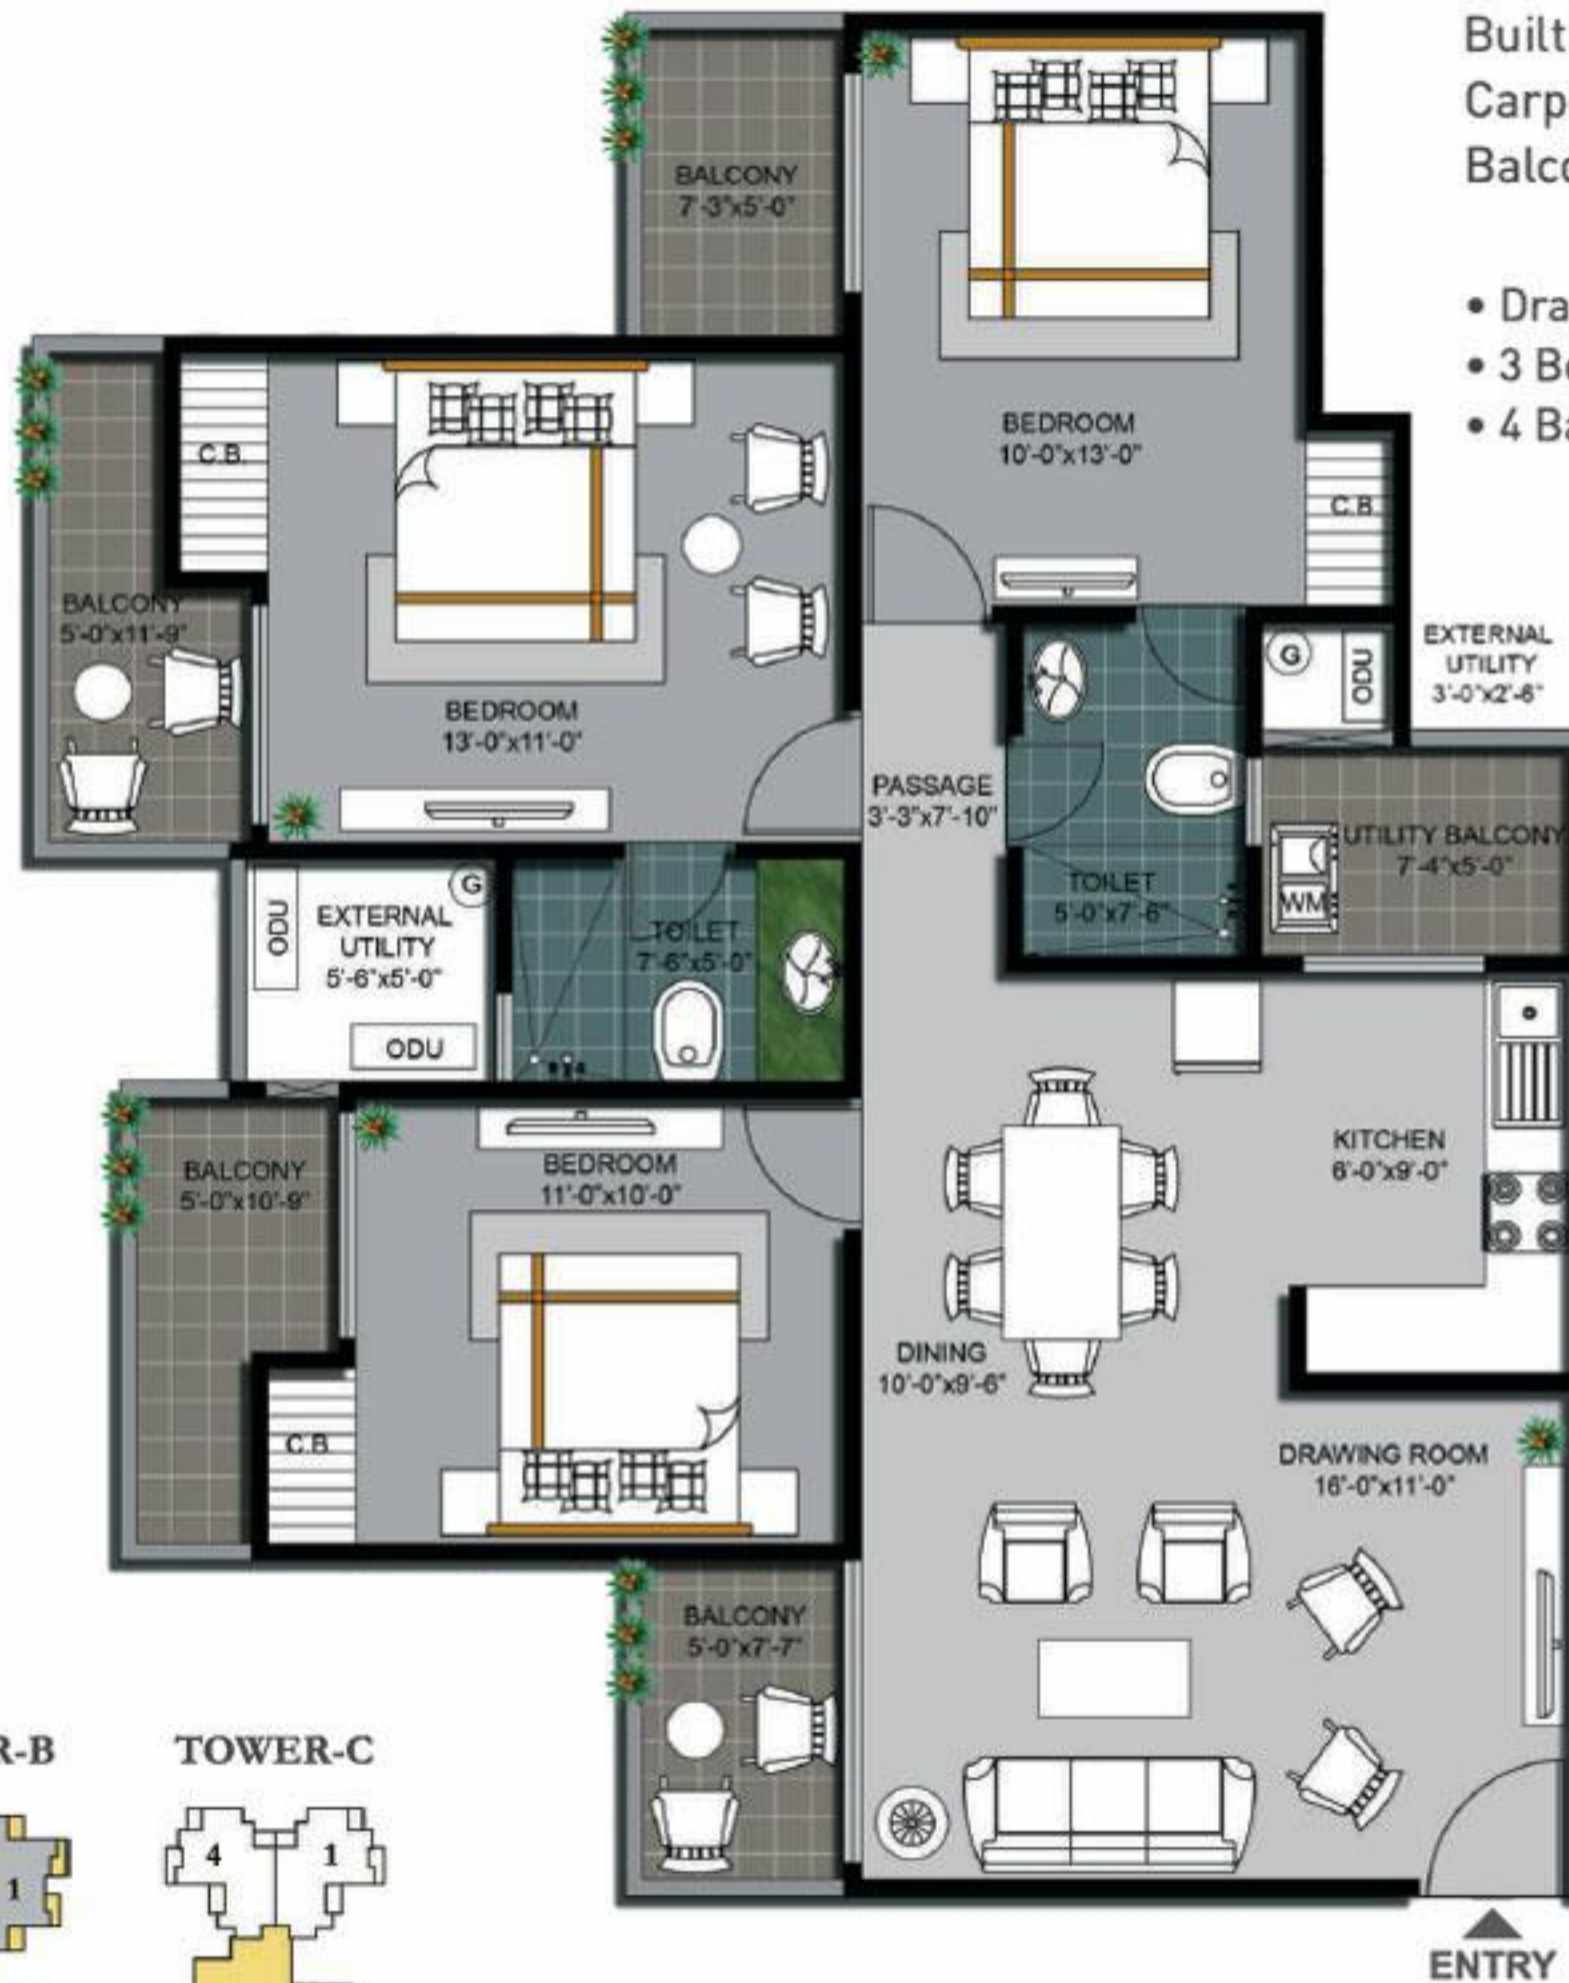 Built
Carp
Balco
• Dra
• 3 Be
• 4 Ba
BALCONY
7'-3"x5'-0"
BEDROOM
10'-0"x13'-0"
C.B.
C.B
BALCONY
5'-0"x11'-9"
BEDROOM
13'-0"x11'-0"
G
ODU
EXTERNAL
UTILITY
3'-0"x2'-6"
PASSAGE
3'-3"x7'-10"
UTILITY BALCONY
7'-4"x5'-0"
WM
TOILET
5'-0"x7'-6"
ODU
EXTERNAL
UTILITY
5'-6"x5'-0"
G
ODU
TOILET
7'-6"x5'-0"
BALCONY
5'-0"x10'-9"
BEDROOM
11'-0"x10'-0"
C.B
KITCHEN
6'-0"x9'-0"
DINING
10'-0"x9'-6"
DRAWING ROOM
16'-0"x11'-0"
BALCONY
5'-0"x7'-7"
R-B
TOWER-C
1
4
1
ENTRY